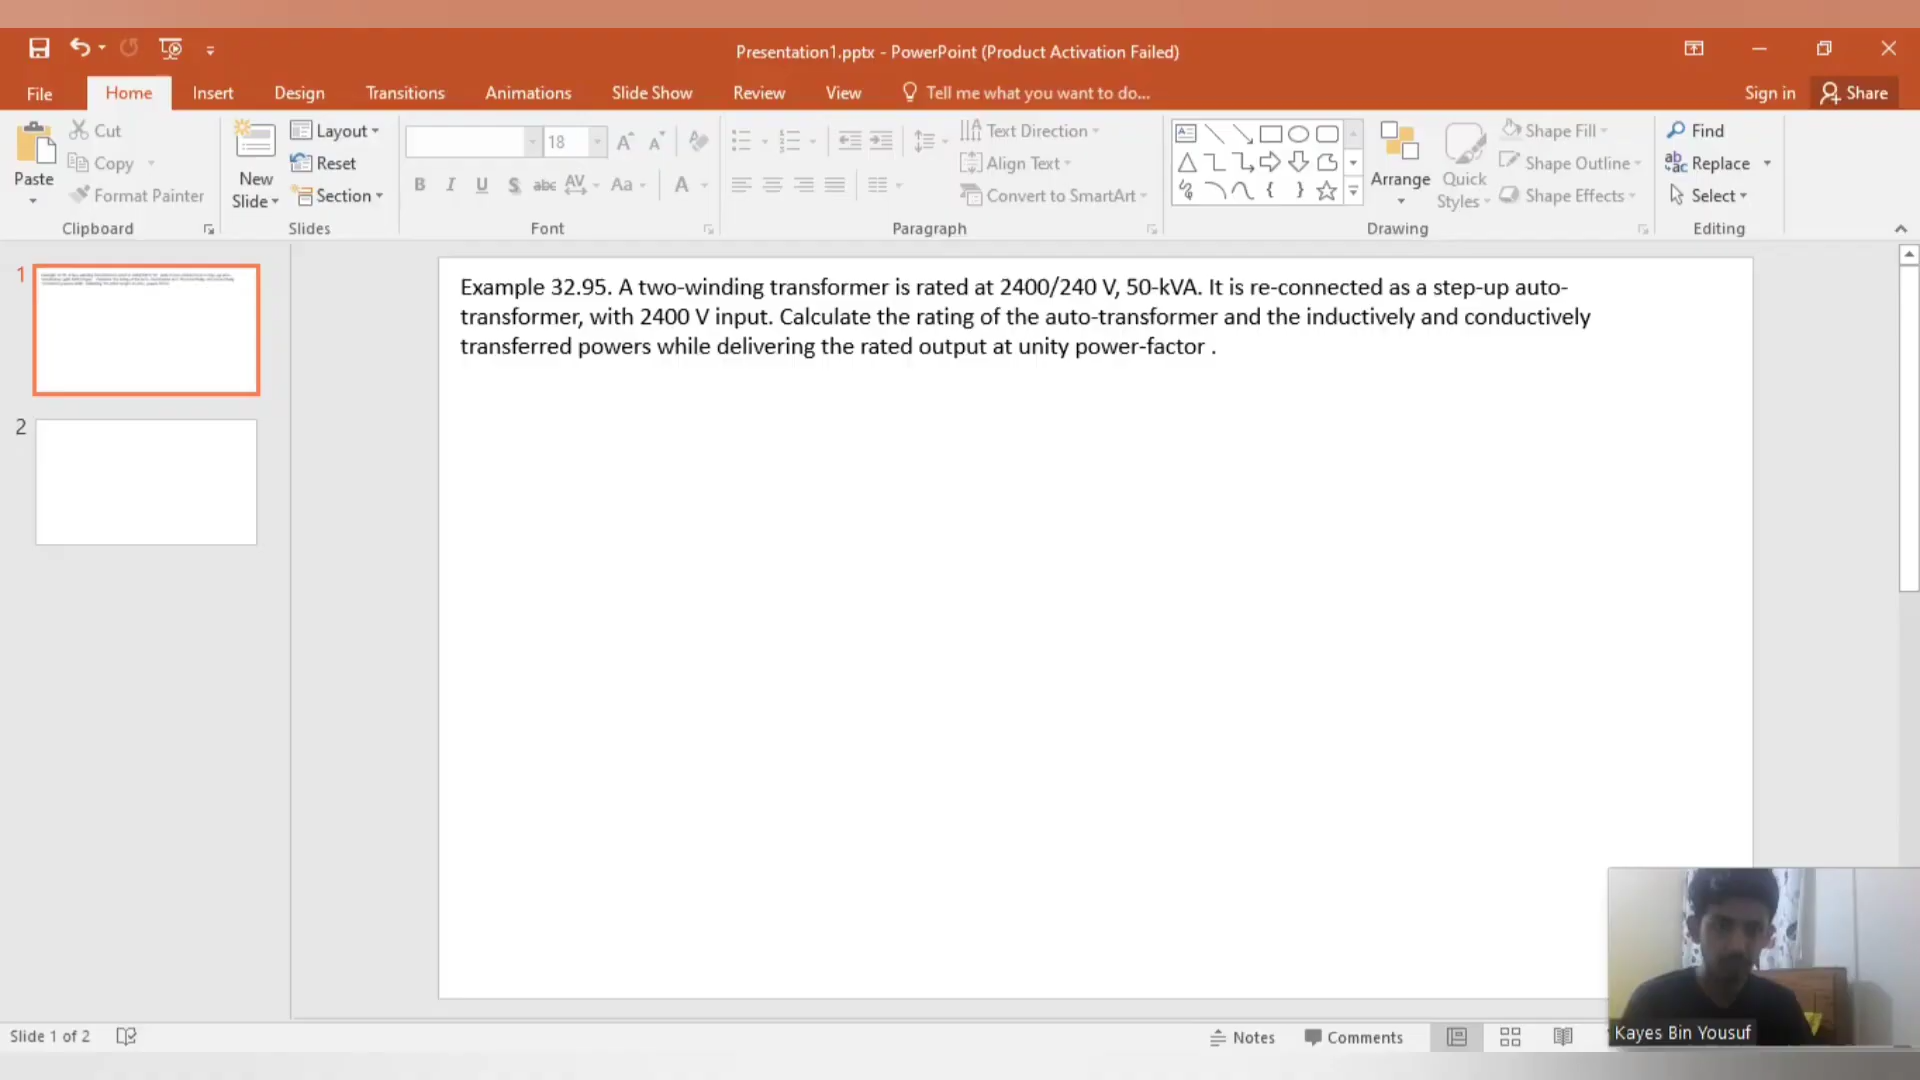 Presentation1.pptx - PowerPoint (Product Activation Failed)
File Home Insert Design Transitions Animations Slide Show Review View Tell me what you want to do... Sign in Share
Paste
Cut
Copy
Format Painter
Clipboard
New Slide
Layout
Reset
Section
Slides
18
B I U S abc AV Aa A
Font
Text Direction
Align Text
Convert to SmartArt
Paragraph
Arrange
Quick Styles
Shape Fill
Shape Outline
Shape Effects
Drawing
Find
Replace
Select
Editing
1
2
Example 32.95. A two-winding transformer is rated at 2400/240 V, 50-kVA. It is re-connected as a step-up auto-
transformer, with 2400 V input. Calculate the rating of the auto-transformer and the inductively and conductively
transferred powers while delivering the rated output at unity power-factor .
Kayes Bin Yousuf
Slide 1 of 2 Notes Comments